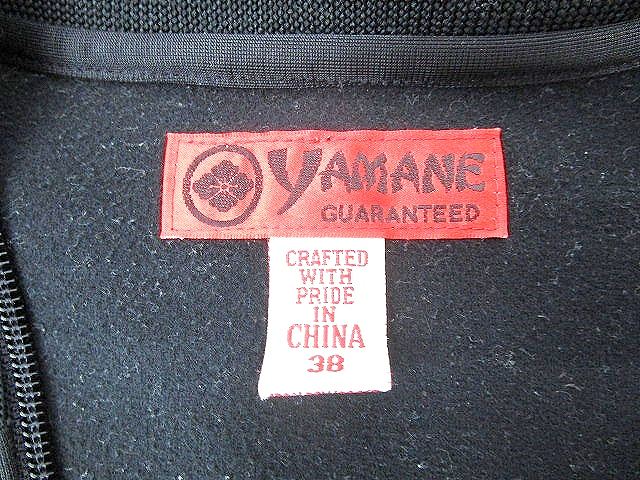 YAMANE
GUARANTEED
CRAFTED
WITH
PRIDE
IN
CHINA
38